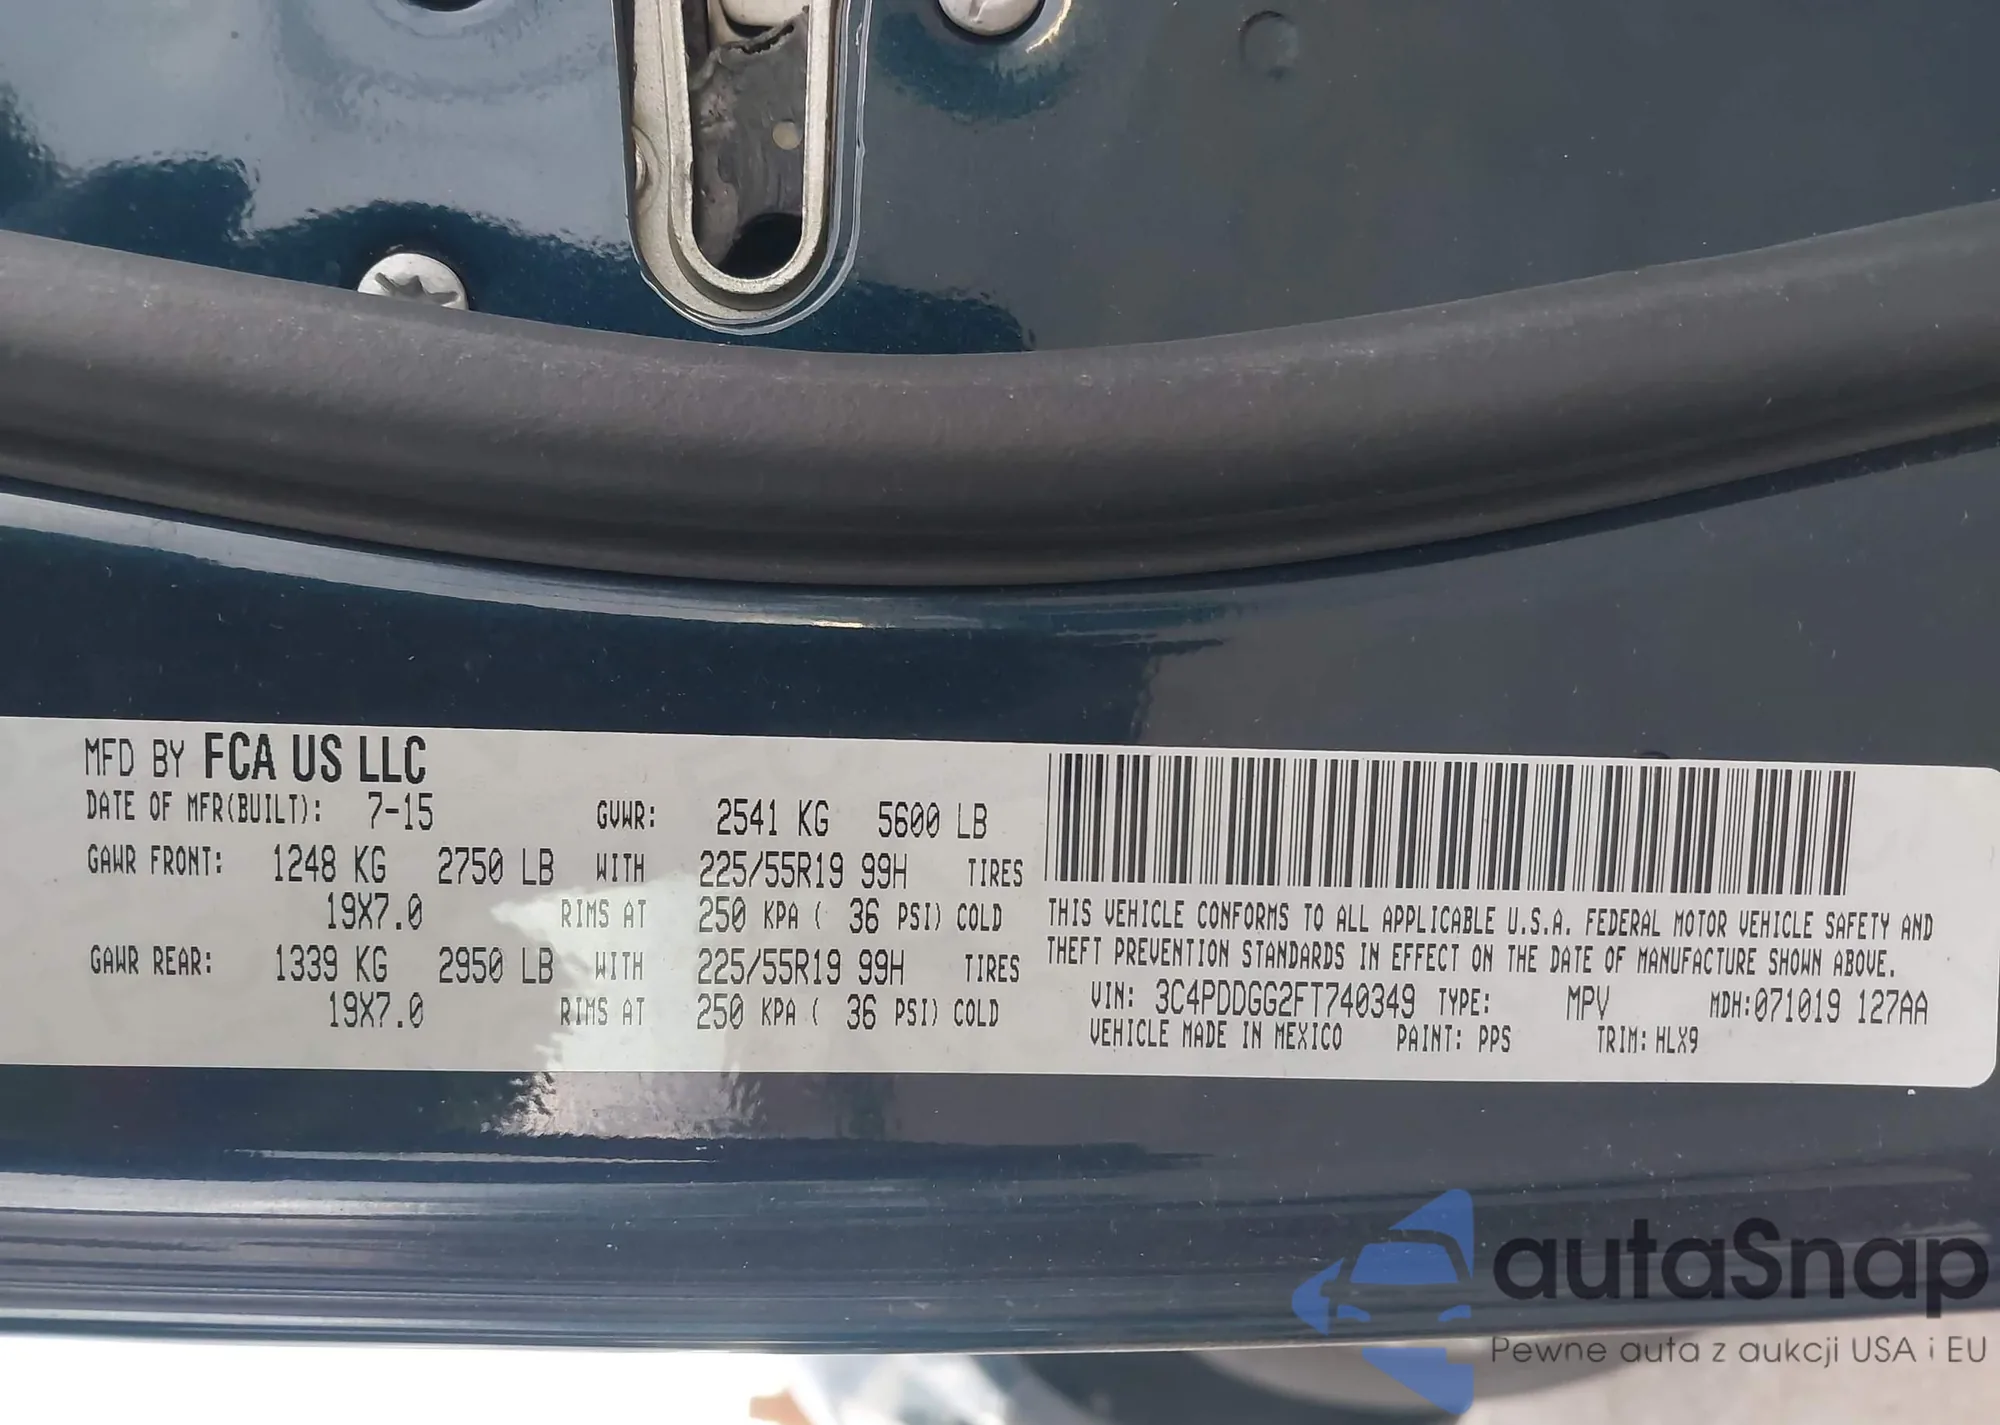 MFD BY FCA US LLC
DATE OF MFR(BUILT): 7-15 GVWR: 2541 KG 5600 LB
GAWR FRONT: 1248 KG 2750 LB WITH 225/55R19 99H TIRES
19X7.0 RIMS AT 250 KPA ( 36 PSI) COLD
GAWR REAR: 1339 KG 2950 LB WITH 225/55R19 99H TIRES
19X7.0 RIMS AT 250 KPA ( 36 PSI) COLD
THIS VEHICLE CONFORMS TO ALL APPLICABLE U.S.A. FEDERAL MOTOR VEHICLE SAFETY AND
THEFT PREVENTION STANDARDS IN EFFECT ON THE DATE OF MANUFACTURE SHOWN ABOVE.
VIN: 3C4PDDGG2FT740349 TYPE: MPV MDH:071019 127AA
VEHICLE MADE IN MEXICO PAINT: PPS TRIM: HLX9
autaSnap
Pewne auta z aukcji USA i EU